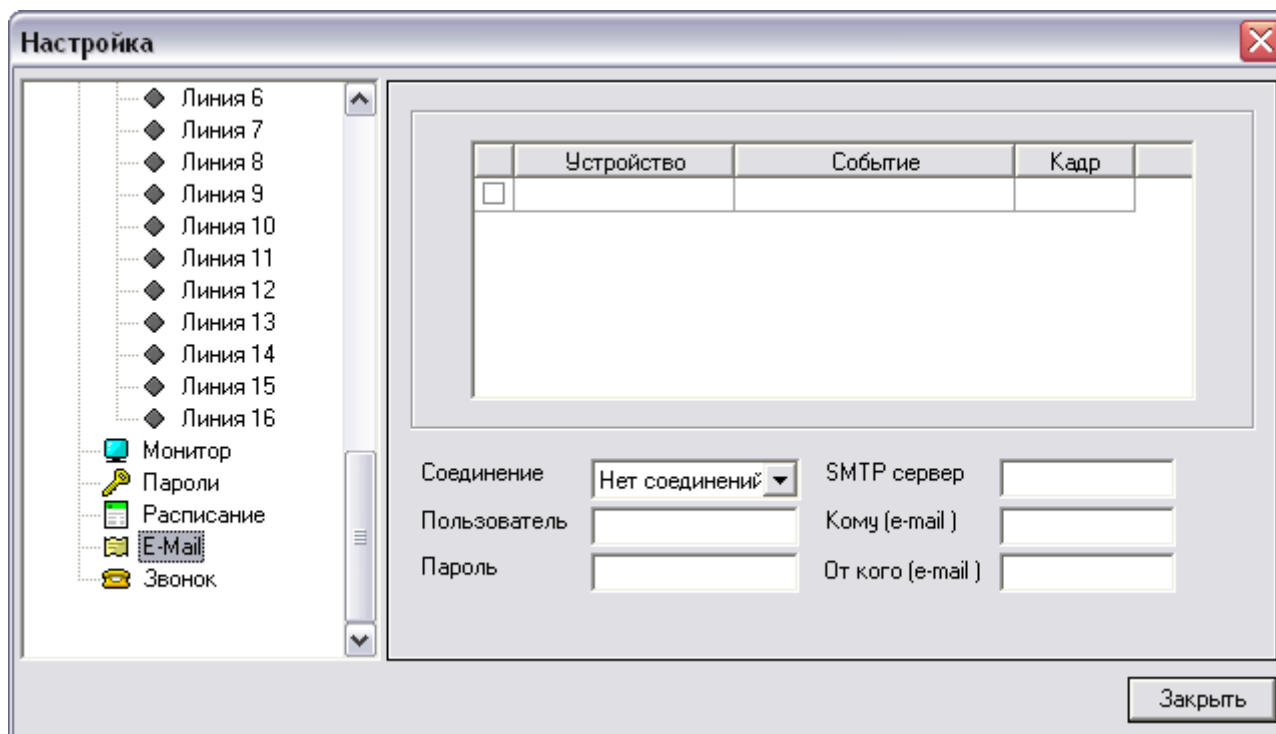 Настройка
Линия 6
Линия 7
Линия 8
Линия 9
Линия 10
Линия 11
Линия 12
Линия 13
Линия 14
Линия 15
Линия 16
Монитор
Пароли
Расписание
E-Mail
Звонок
Устройство Событие Кадр
Соединение Нет соединений SMTP сервер
Пользователь Кому (e-mail )
Пароль От кого (e-mail )
Закрыть